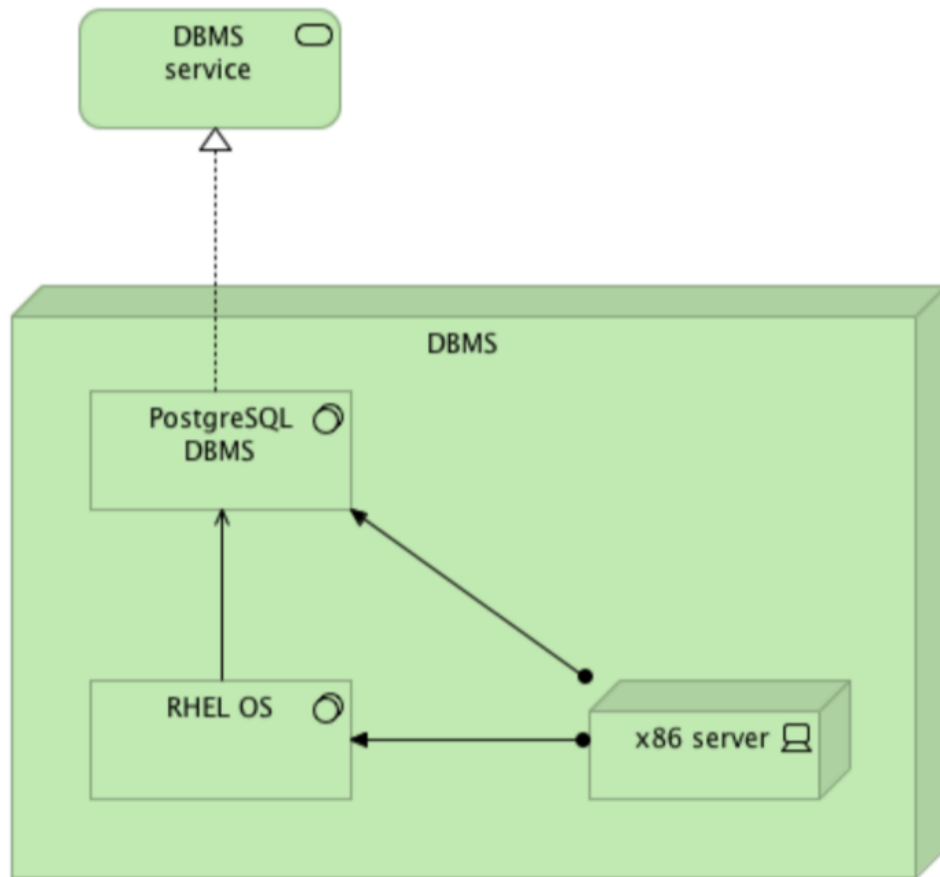 DBMS
service
DBMS
PostgreSQL
DBMS
RHEL OS
x86 server